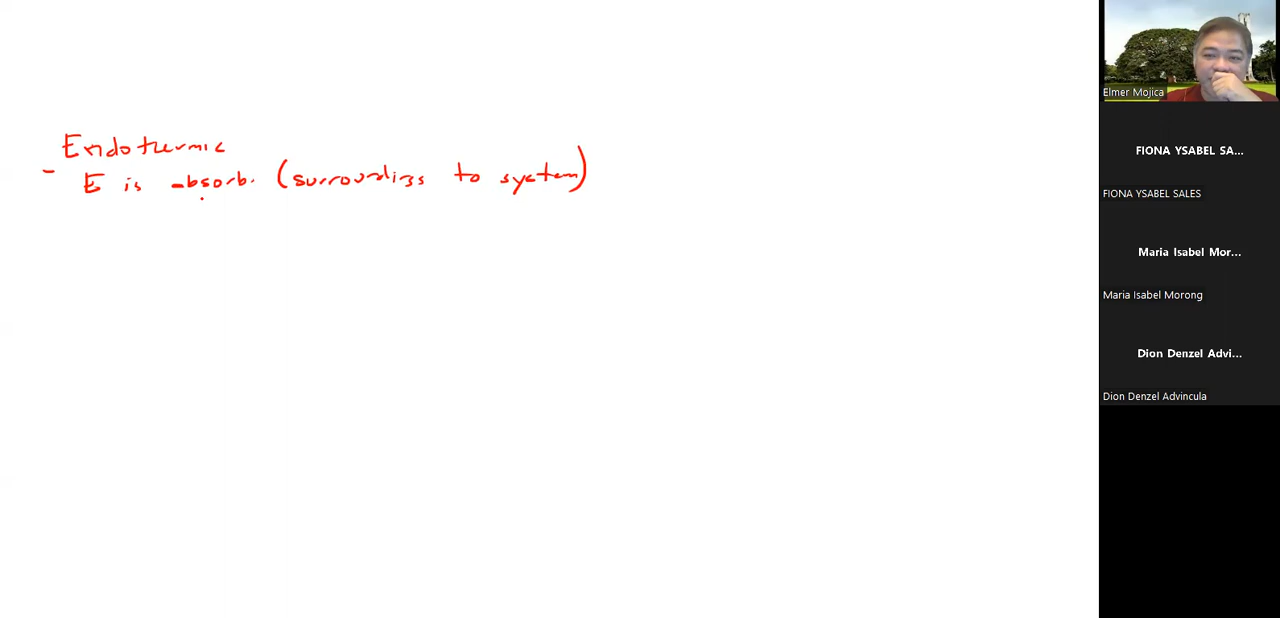 Endothermic
- E is absorb. (surroundings to system)
Elmer Mojica
FIONA YSABEL SA...
FIONA YSABEL SALES
Maria Isabel Mor...
Maria Isabel Morong
Dion Denzel Advi...
Dion Denzel Advincula